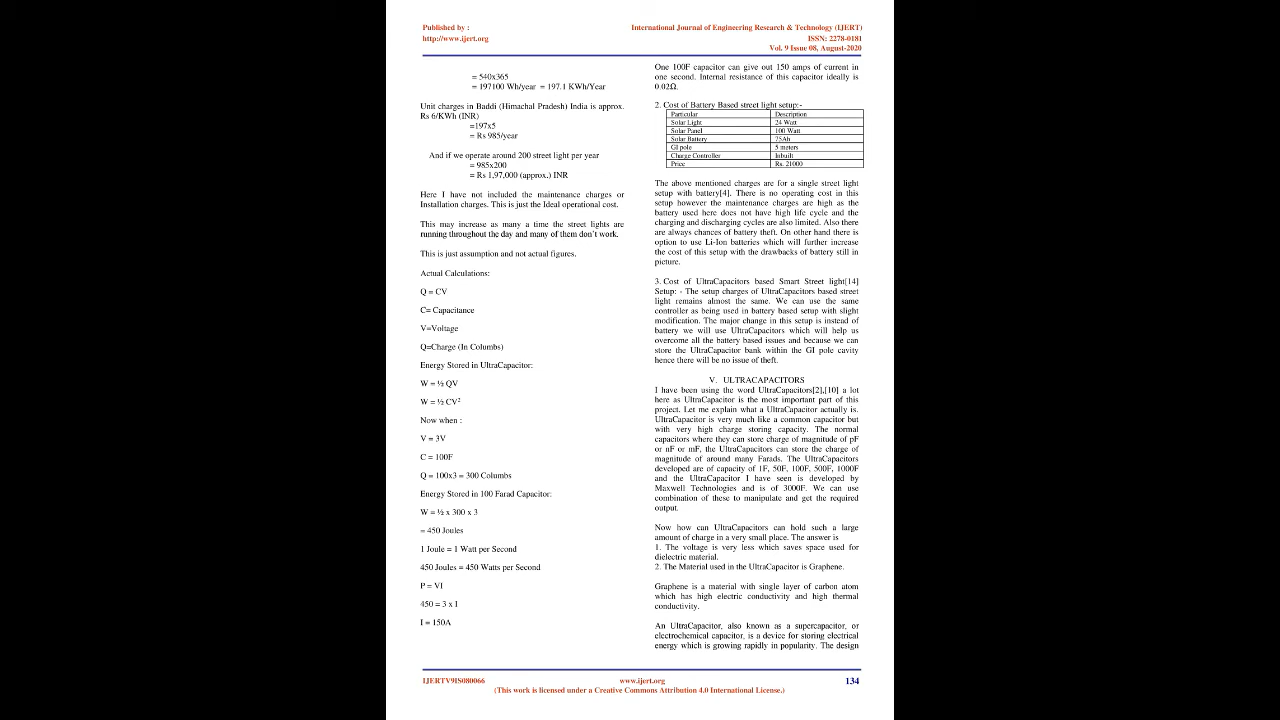 Published by :
http://www.ijert.org
International Journal of Engineering Research & Technology (IJERT)
ISSN: 2278-0181
Vol. 9 Issue 08, August-2020
= 540x365
= 197100 Wh/year = 197.1 KWh/Year
Unit charges in Baddi (Himachal Pradesh) India is approx.
Rs 6/KWh (INR)
=197x5
= Rs 985/year
And if we operate around 200 street light per year
= 985x200
= Rs 1,97,000 (approx.) INR
Here I have not included the maintenance charges or
Installation charges. This is just the Ideal operational cost.
This may increase as many a time the street lights are
running throughout the day and many of them don't work.
This is just assumption and not actual figures.
Actual Calculations:
Q = CV
C= Capacitance
V=Voltage
Q=Charge (In Columbs)
Energy Stored in UltraCapacitor:
W = ½ QV
W = ½ CV²
Now when :
V = 3V
C = 100F
Q = 100x3 = 300 Columbs
Energy Stored in 100 Farad Capacitor:
W = ½ x 300 x 3
= 450 Joules
1 Joule = 1 Watt per Second
450 Joules = 450 Watts per Second
P = VI
450 = 3 x I
I = 150A
One 100F capacitor can give out 150 amps of current in
one second. Internal resistance of this capacitor ideally is
0.02Ω.
2. Cost of Battery Based street light setup:-
Particular Description
Solar Light 24 Watt
Solar Panel 100 Watt
Solar Battery 75Ah
GI pole 5 meters
Charge Controller Inbuilt
Price Rs. 21000
The above mentioned charges are for a single street light
setup with battery[4]. There is no operating cost in this
setup however the maintenance charges are high as the
battery used here does not have high life cycle and the
charging and discharging cycles are also limited. Also there
are always chances of battery theft. On other hand there is
option to use Li-Ion batteries which will further increase
the cost of this setup with the drawbacks of battery still in
picture.
3. Cost of UltraCapacitors based Smart Street light[14]
Setup: - The setup charges of UltraCapacitors based street
light remains almost the same. We can use the same
controller as being used in battery based setup with slight
modification. The major change in this setup is instead of
battery we will use UltraCapacitors which will help us
overcome all the battery based issues and because we can
store the UltraCapacitor bank within the GI pole cavity
hence there will be no issue of theft.
V. ULTRACAPACITORS
I have been using the word UltraCapacitors[2],[10] a lot
here as UltraCapacitor is the most important part of this
project. Let me explain what a UltraCapacitor actually is.
UltraCapacitor is very much like a common capacitor but
with very high charge storing capacity. The normal
capacitors where they can store charge of magnitude of pF
or nF or mF, the UltraCapacitors can store the charge of
magnitude of around many Farads. The UltraCapacitors
developed are of capacity of 1F, 50F, 100F, 500F, 1000F
and the UltraCapacitor I have seen is developed by
Maxwell Technologies and is of 3000F. We can use
combination of these to manipulate and get the required
output.
Now how can UltraCapacitors can hold such a large
amount of charge in a very small place. The answer is
1. The voltage is very less which saves space used for
dielectric material.
2. The Material used in the UltraCapacitor is Graphene.
Graphene is a material with single layer of carbon atom
which has high electric conductivity and high thermal
conductivity.
An UltraCapacitor, also known as a supercapacitor, or
electrochemical capacitor, is a device for storing electrical
energy which is growing rapidly in popularity. The design
IJERTV9IS080066
www.ijert.org
(This work is licensed under a Creative Commons Attribution 4.0 International License.)
134